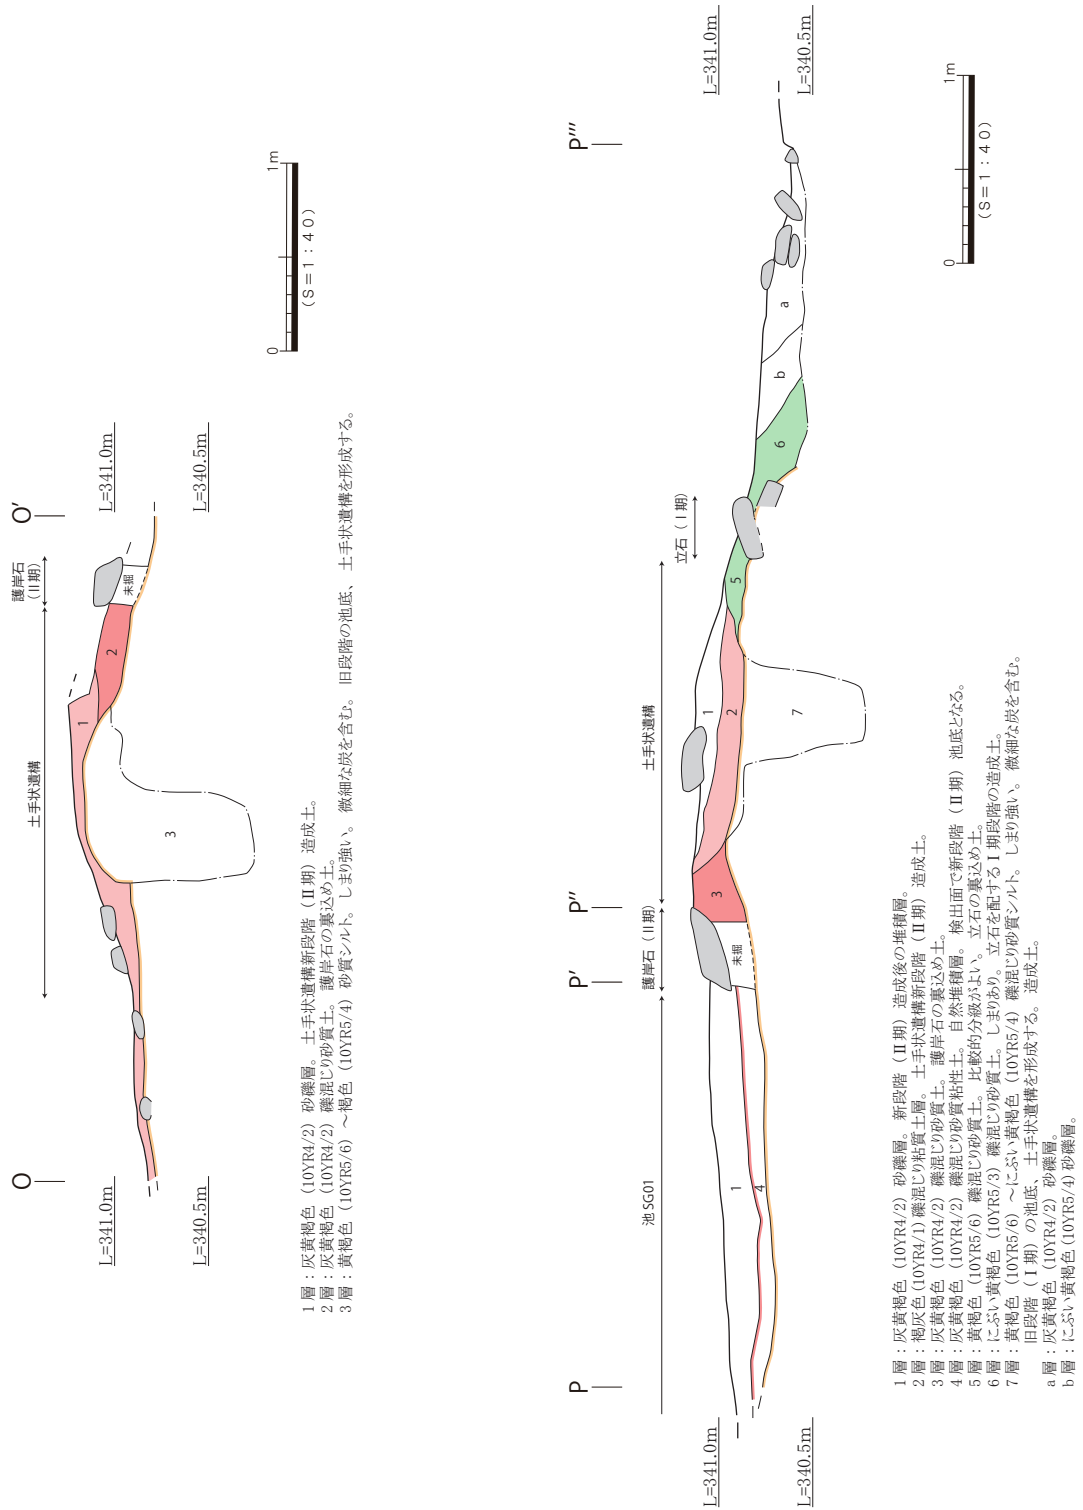 O
O'
L=341.0m
L=341.0m
L=340.5m
L=340.5m
土手状遺構
護岸石
(Ⅱ期)
1
2
3
未掘
0
1m
(S=1:40)
1層：灰黄褐色 (10YR4/2) 砂礫層。土手状遺構新段階 (Ⅱ期) 造成土。
2層：灰黄褐色 (10YR4/2) 礫混じり砂質土。護岸石の裏込め土。
3層：黄褐色 (10YR5/6) ～褐色 (10YR5/4) 砂質シルト。しまり強い。微細な炭を含む。旧段階の池底、土手状遺構を形成する。
P
P'
P''
P'''
L=341.0m
L=341.0m
L=340.5m
L=340.5m
池 SG01
護岸石 (Ⅱ期)
土手状遺構
立石 (Ⅰ期)
1
4
未掘
3
1
2
7
5
6
b
a
0
1m
(S=1:40)
1層：灰黄褐色 (10YR4/2) 砂礫層。新段階 (Ⅱ期) 造成後の堆積層。
2層：褐灰色 (10YR4/1) 礫混じり粘質土層。土手状遺構新段階 (Ⅱ期) 造成土。
3層：灰黄褐色 (10YR4/2) 礫混じり砂質土。護岸石の裏込め土。
4層：灰黄褐色 (10YR4/2) 礫混じり砂質粘性土。自然堆積層。検出面で新段階 (Ⅱ期) 池底となる。
5層：黄褐色 (10YR5/6) 礫混じり砂質土。比較的分級がよい。立石の裏込め土。
6層：にぶい黄褐色 (10YR5/3) 礫混じり砂質土。しまりあり。立石を配するⅠ期段階の造成土。
7層：黄褐色 (10YR5/6) ～にぶい黄褐色 (10YR5/4) 礫混じり砂質シルト。しまり強い。微細な炭を含む。
旧段階 (Ⅰ期) の池底、土手状遺構を形成する。造成土。
a層：灰黄褐色 (10YR4/2) 砂礫層。
b層：にぶい黄褐色 (10YR5/4) 砂礫層。